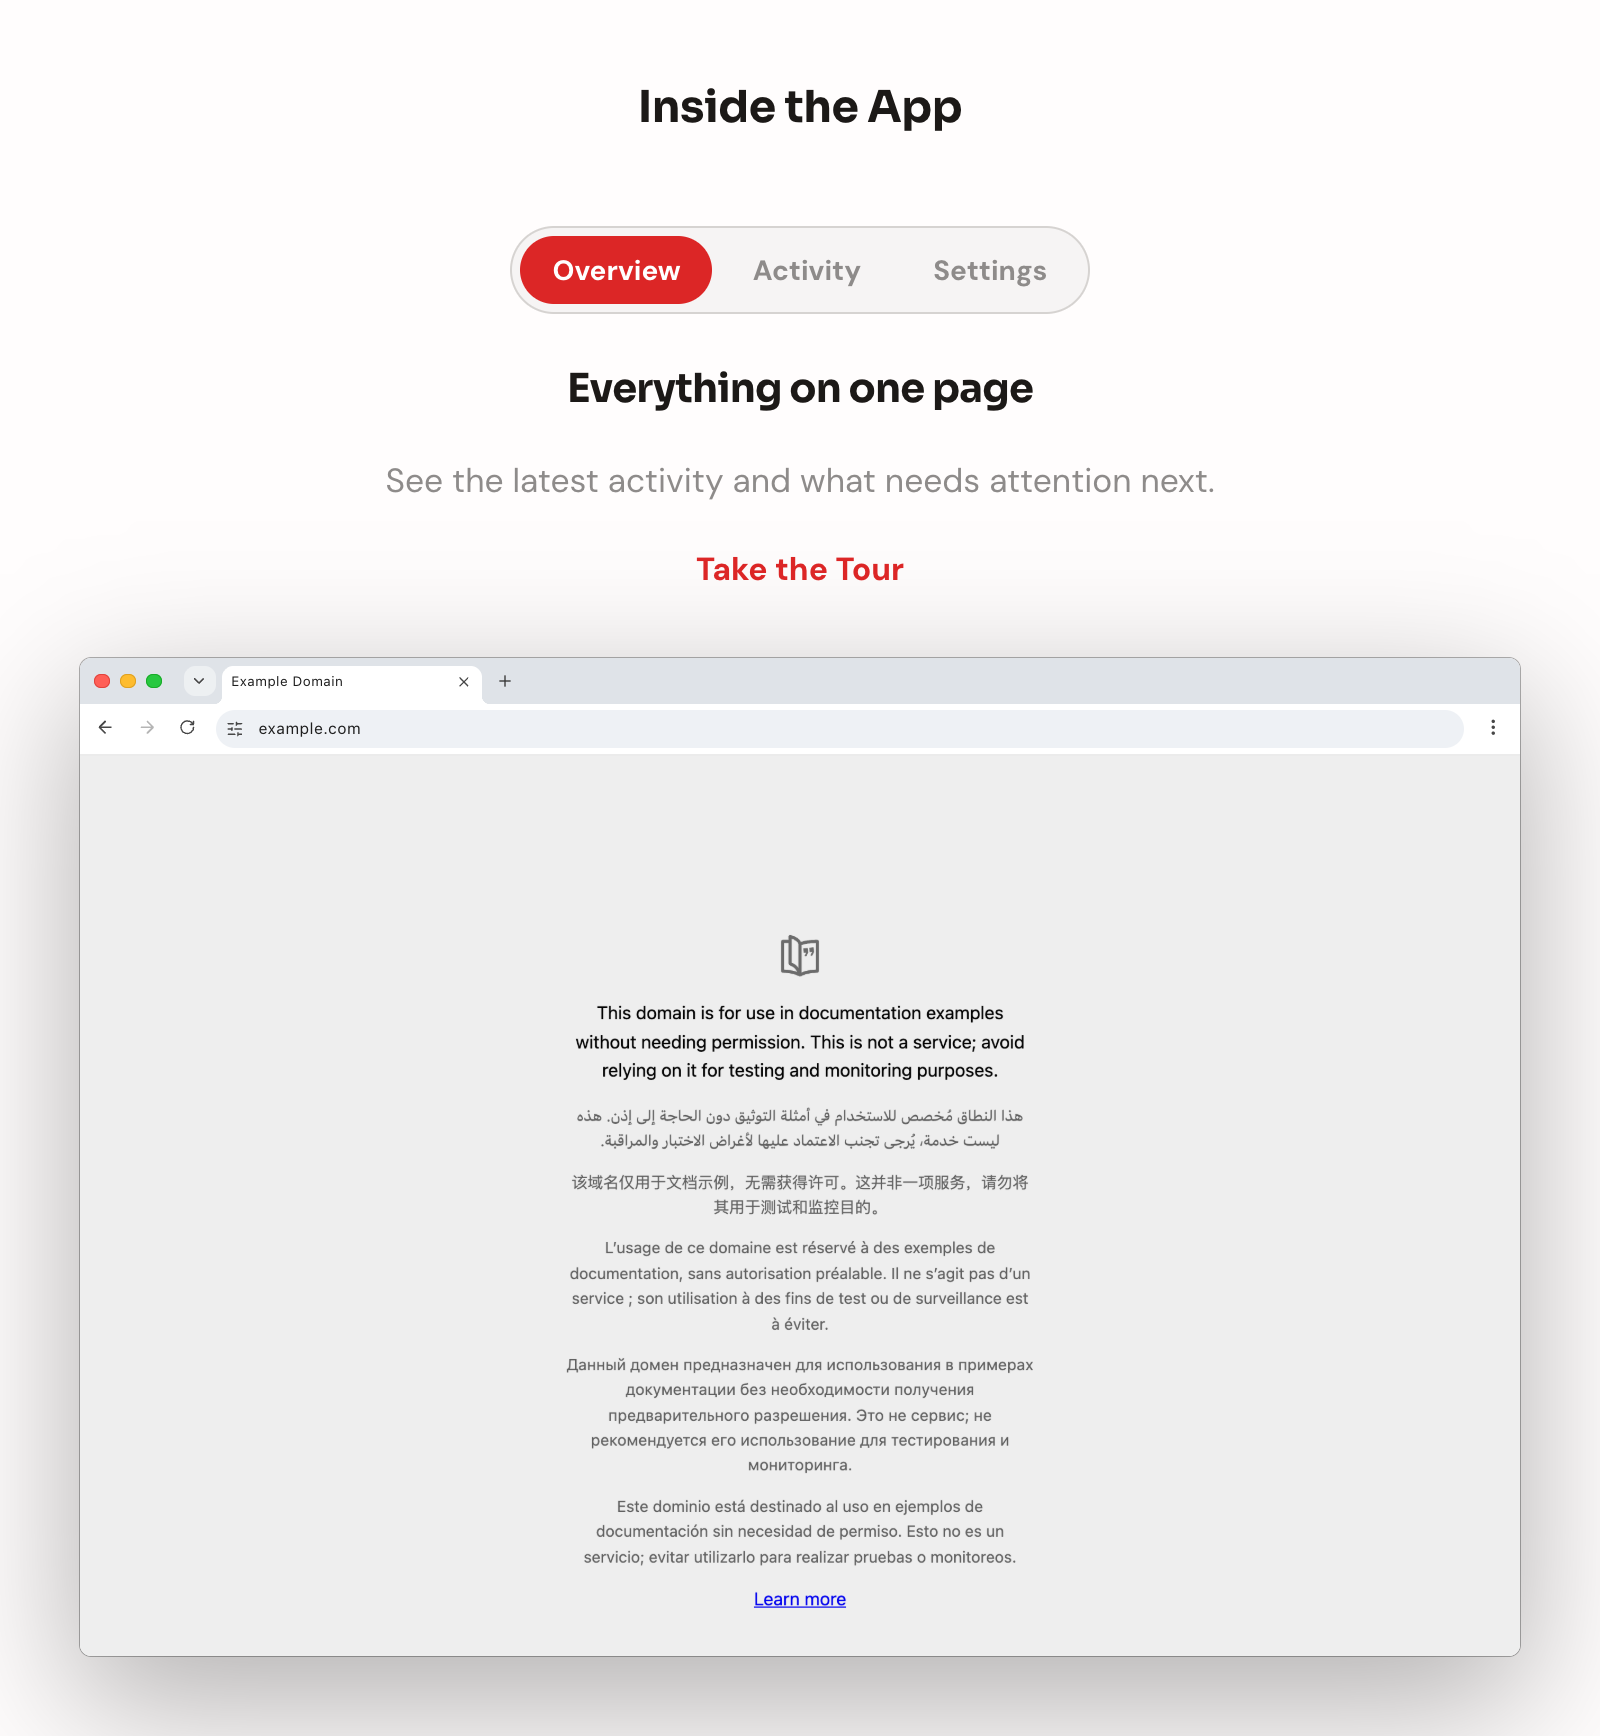 Inside the App
Overview Activity Settings
Everything on one page
See the latest activity and what needs attention next.
Take the Tour
Example Domain
example.com
This domain is for use in documentation examples
without needing permission. This is not a service; avoid
relying on it for testing and monitoring purposes.
هذا النطاق مُخصص للاستخدام في أمثلة التوثيق دون الحاجة إلى إذن. هذه
ليست خدمة، يُرجى تجنب الاعتماد عليها لأغراض الاختبار والمراقبة.
该域名仅用于文档示例，无需获得许可。这并非一项服务，请勿将
其用于测试和监控目的。
L’usage de ce domaine est réservé à des exemples de
documentation, sans autorisation préalable. Il ne s’agit pas d’un
service ; son utilisation à des fins de test ou de surveillance est
à éviter.
Данный домен предназначен для использования в примерах
документации без необходимости получения
предварительного разрешения. Это не сервис; не
рекомендуется его использование для тестирования и
мониторинга.
Este dominio está destinado al uso en ejemplos de
documentación sin necesidad de permiso. Esto no es un
servicio; evitar utilizarlo para realizar pruebas o monitoreos.
Learn more